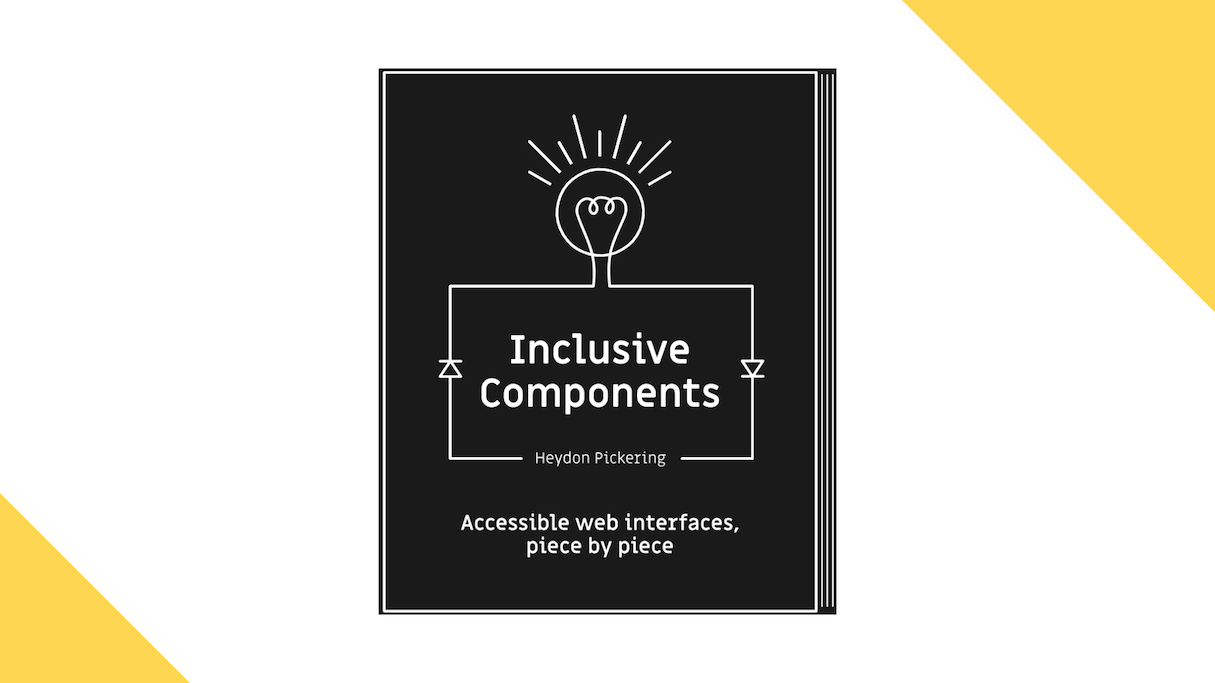 Inclusive
Components
Heydon Pickering
Accessible web interfaces,
piece by piece